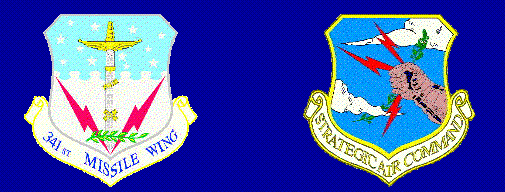 341 ST MISSILE WING
STRATEGIC AIR COMMAND